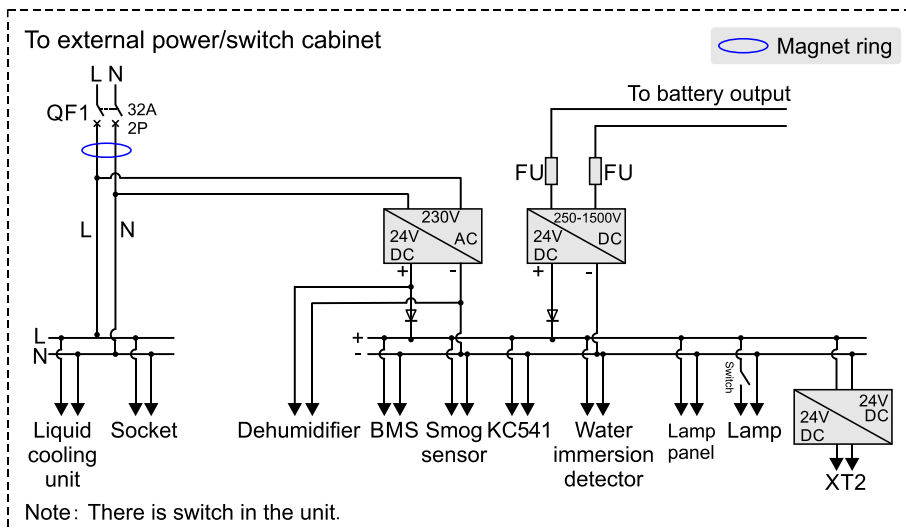 To external power/switch cabinet
Magnet ring
L N
QF1
32A
2P
To battery output
FU
FU
L
N
230V
24V
DC
AC
+
-
250-1500V
24V
DC
DC
+
-
L
N
+
-
Switch
Liquid
cooling
unit
Socket
Dehumidifier
BMS
Smog
sensor
KC541
Water
immersion
detector
Lamp
panel
Lamp
24V
DC
24V
DC
XT2
Note: There is switch in the unit.